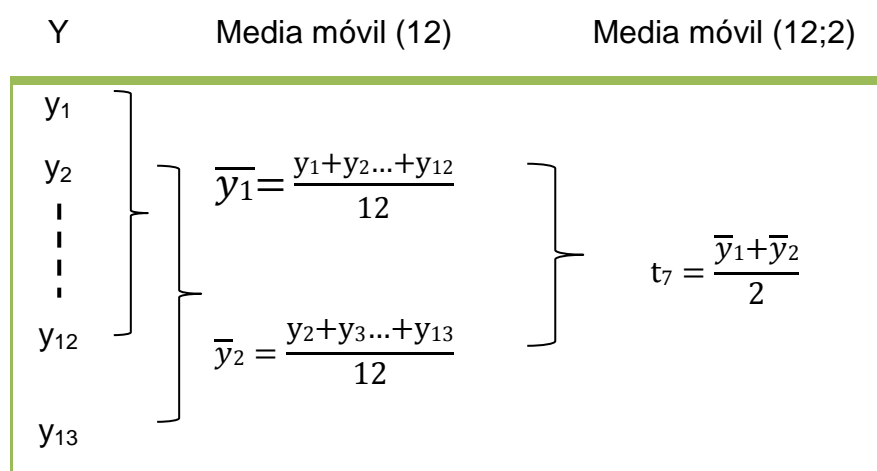 Y Media móvil (12) Media móvil (12;2)
y₁
y₂
y̅₁= y₁+y₂...+y₁₂ / 12
t₇ = y̅₁+y̅₂ / 2
y₁₂
y̅₂ = y₂+y₃...+y₁₃ / 12
y₁₃